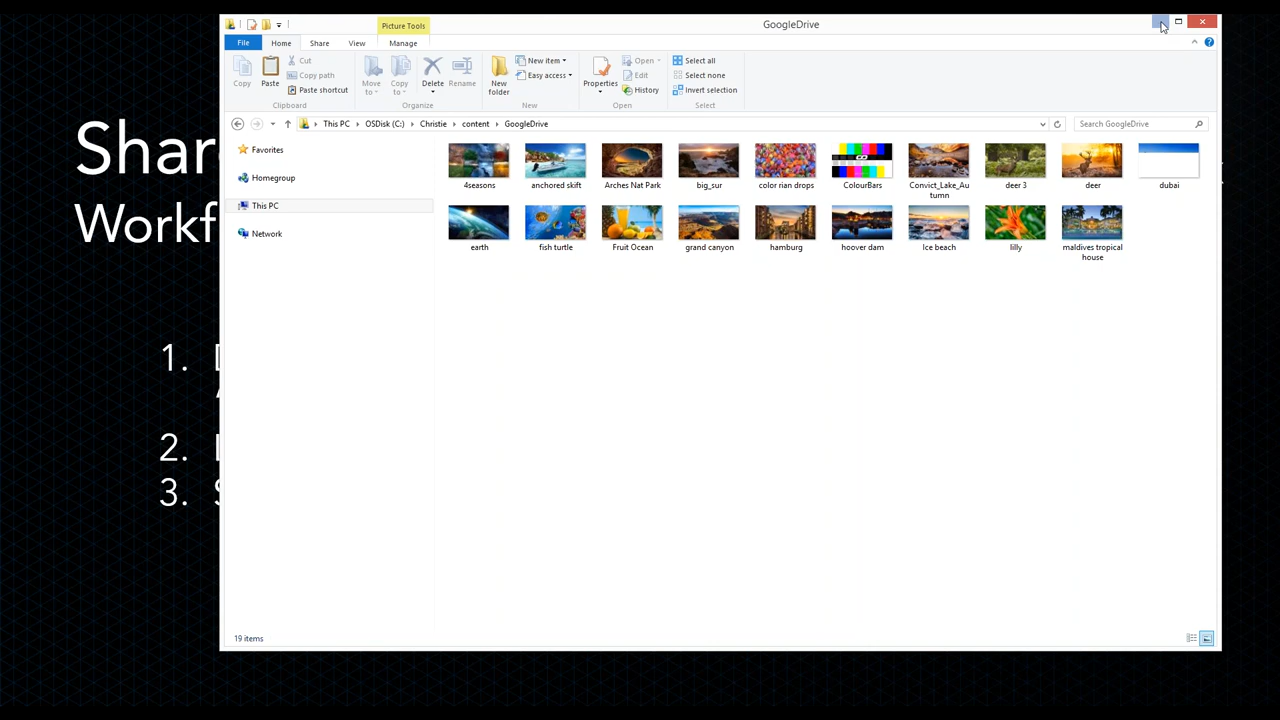 Picture Tools
GoogleDrive
File
Home
Share
View
Manage
Copy
Paste
Cut
Copy path
Paste shortcut
Clipboard
Move to
Copy to
Delete
Rename
Organize
New folder
New item
Easy access
New
Properties
Open
Edit
History
Open
Select all
Select none
Invert selection
Select
This PC
OSDisk (C:)
Christie
content
GoogleDrive
Search GoogleDrive
Favorites
Homegroup
This PC
Network
4seasons
anchored skift
Arches Nat Park
big_sur
color rian drops
ColourBars
Convict_Lake_Au
tumn
deer 3
deer
dubai
earth
fish turtle
Fruit Ocean
grand canyon
hamburg
hoover dam
Ice beach
lilly
maldives tropical
house
19 items
Shar
Workf
1.
2.
3.